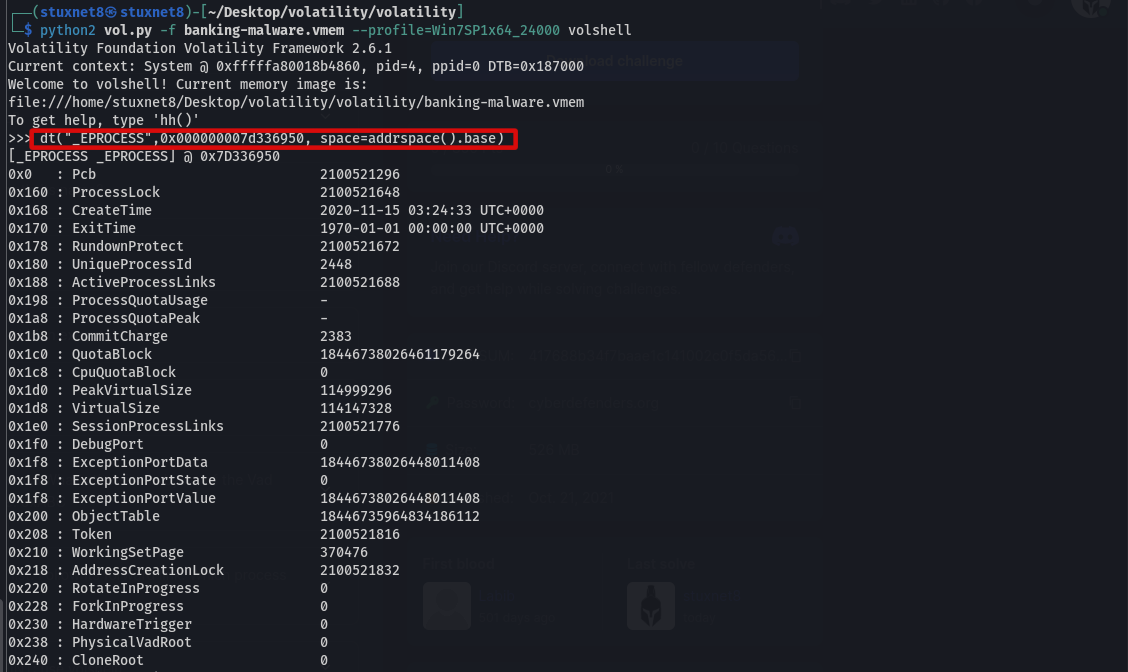 ┌──(stuxnet8㉿stuxnet8)-[~/Desktop/volatility/volatility]
└─$ python2 vol.py -f banking-malware.vmem --profile=Win7SP1x64_24000 volshell
Volatility Foundation Volatility Framework 2.6.1
Current context: System @ 0xfffffa80018b4860, pid=4, ppid=0 DTB=0x187000
Welcome to volshell! Current memory image is:
file:///home/stuxnet8/Desktop/volatility/volatility/banking-malware.vmem
To get help, type 'hh()'
>>> dt("_EPROCESS",0x000000007d336950, space=addrspace().base)
[_EPROCESS _EPROCESS] @ 0x7D336950
0x0   : Pcb                            2100521296
0x160 : ProcessLock                    2100521648
0x168 : CreateTime                     2020-11-15 03:24:33 UTC+0000
0x170 : ExitTime                       1970-01-01 00:00:00 UTC+0000
0x178 : RundownProtect                 2100521672
0x180 : UniqueProcessId                2448
0x188 : ActiveProcessLinks             2100521688
0x198 : ProcessQuotaUsage              -
0x1a8 : ProcessQuotaPeak               -
0x1b8 : CommitCharge                   2383
0x1c0 : QuotaBlock                     18446738026461179264
0x1c8 : CpuQuotaBlock                  0
0x1d0 : PeakVirtualSize                114999296
0x1d8 : VirtualSize                    114147328
0x1e0 : SessionProcessLinks            2100521776
0x1f0 : DebugPort                      0
0x1f8 : ExceptionPortData              18446738026448011408
0x1f8 : ExceptionPortState             0
0x1f8 : ExceptionPortValue             18446738026448011408
0x200 : ObjectTable                    18446735964834186112
0x208 : Token                          2100521816
0x210 : WorkingSetPage                 370476
0x218 : AddressCreationLock            2100521832
0x220 : RotateInProgress               0
0x228 : ForkInProgress                 0
0x230 : HardwareTrigger                0
0x238 : PhysicalVadRoot                0
0x240 : CloneRoot                      0